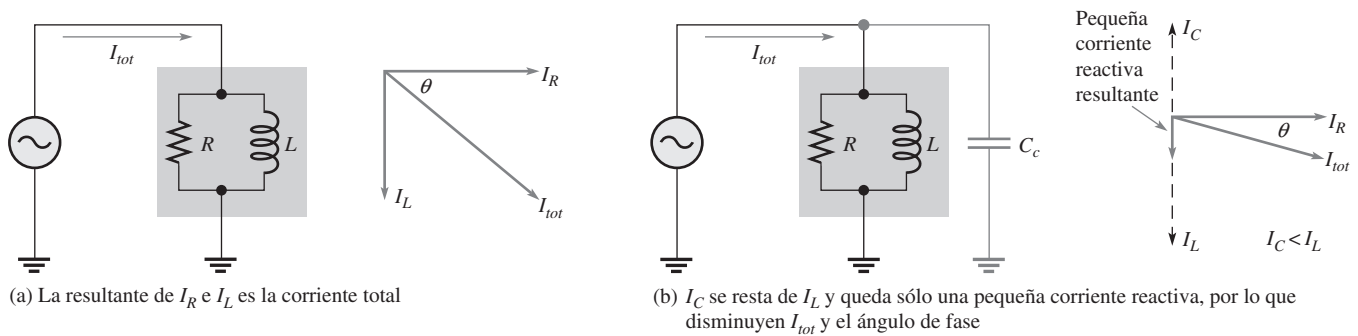 I_tot
R
L
I_R
θ
I_L
I_tot
(a) La resultante de I_R e I_L es la corriente total
I_tot
R
L
C_c
Pequeña
corriente
reactiva
resultante
I_C
I_R
θ
I_tot
I_L
I_C < I_L
(b) I_C se resta de I_L y queda sólo una pequeña corriente reactiva, por lo que
disminuyen I_tot y el ángulo de fase